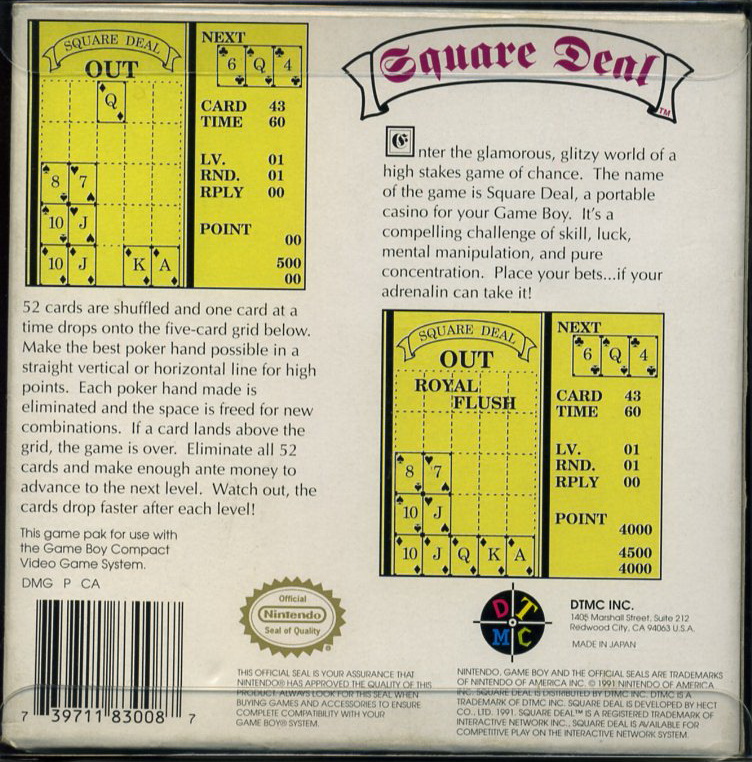 SQUARE DEAL
OUT
Q
8 7
10 J
10 J K A
NEXT
6 Q 4
CARD 43
TIME 60
LV. 01
RND. 01
RPLY 00
POINT
00
500
00
52 cards are shuffled and one card at a
time drops onto the five-card grid below.
Make the best poker hand possible in a
straight vertical or horizontal line for high
points. Each poker hand made is
eliminated and the space is freed for new
combinations. If a card lands above the
grid, the game is over. Eliminate all 52
cards and make enough ante money to
advance to the next level. Watch out, the
cards drop faster after each level!
This game pak for use with
the Game Boy Compact
Video Game System.
DMG P CA
7 39711 83008 7
Official
Nintendo
Seal of Quality
®
THIS OFFICIAL SEAL IS YOUR ASSURANCE THAT
NINTENDO® HAS APPROVED THE QUALITY OF THIS
PRODUCT. ALWAYS LOOK FOR THIS SEAL WHEN
BUYING GAMES AND ACCESSORIES TO ENSURE
COMPLETE COMPATIBILITY WITH YOUR
GAME BOY® SYSTEM.
Square Deal
TM
Enter the glamorous, glitzy world of a
high stakes game of chance. The name
of the game is Square Deal, a portable
casino for your Game Boy. It's a
compelling challenge of skill, luck,
mental manipulation, and pure
concentration. Place your bets...if your
adrenalin can take it!
SQUARE DEAL
OUT
ROYAL
FLUSH
8 7
10 J
10 J Q K A
NEXT
6 Q 4
CARD 43
TIME 60
LV. 01
RND. 01
RPLY 00
POINT
4000
4500
4000
D T
M C
DTMC INC.
1405 Marshall Street, Suite 212
Redwood City, CA 94063 U.S.A.
MADE IN JAPAN
NINTENDO, GAME BOY AND THE OFFICIAL SEALS ARE TRADEMARKS
OF NINTENDO OF AMERICA INC. © 1991 NINTENDO OF AMERICA
INC. SQUARE DEAL IS DISTRIBUTED BY DTMC INC. DTMC IS A
TRADEMARK OF DTMC INC. SQUARE DEAL IS DEVELOPED BY HECT
CO., LTD. 1991. SQUARE DEAL™ IS A REGISTERED TRADEMARK OF
INTERACTIVE NETWORK INC., SQUARE DEAL IS AVAILABLE FOR
COMPETITIVE PLAY ON THE INTERACTIVE NETWORK SYSTEM.